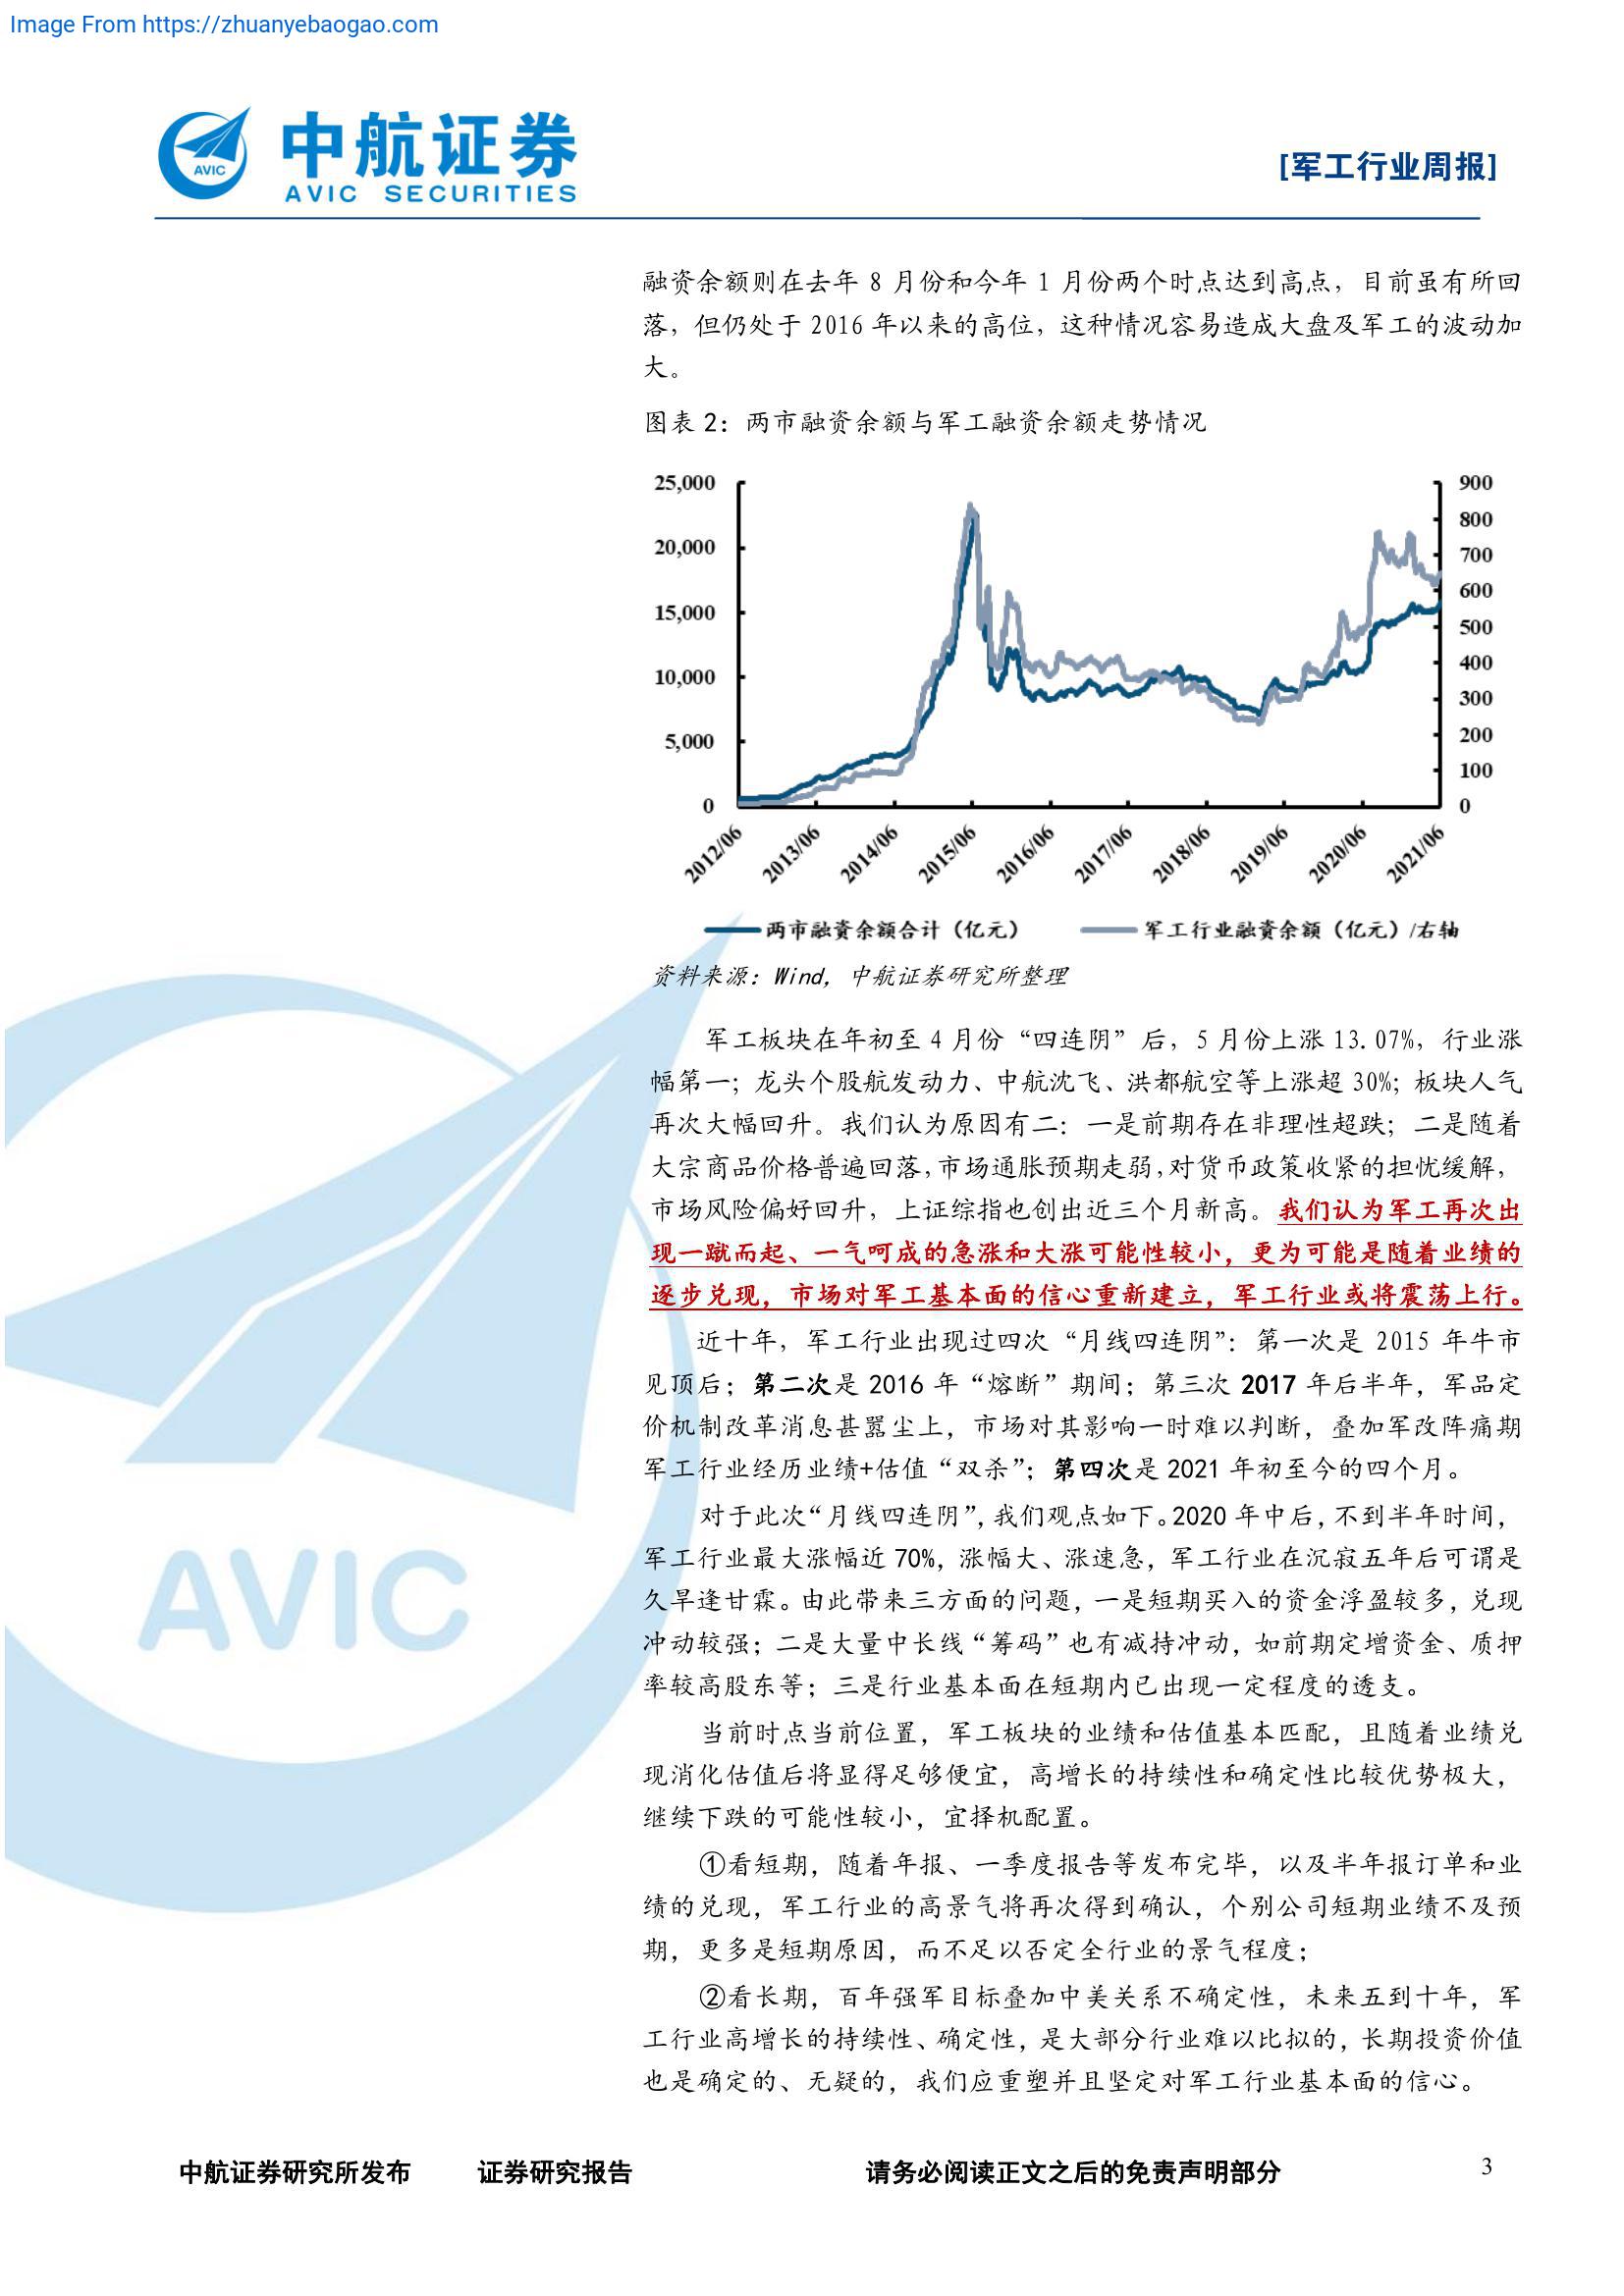 Image From https://zhuanyebaogao.com
AVIC
中航证券
AVIC SECURITIES
[军工行业周报]
融资余额则在去年 8 月份和今年 1 月份两个时点达到高点，目前虽有所回
落，但仍处于 2016 年以来的高位，这种情况容易造成大盘及军工的波动加
大。
图表 2：两市融资余额与军工融资余额走势情况
25,000
20,000
15,000
10,000
5,000
0
900
800
700
600
500
400
300
200
100
0
2012/06
2013/06
2014/06
2015/06
2016/06
2017/06
2018/06
2019/06
2020/06
2021/06
两市融资余额合计（亿元）
军工行业融资余额（亿元）/右轴
资料来源：Wind，中航证券研究所整理
军工板块在年初至 4 月份“四连阴”后，5 月份上涨 13.07%，行业涨
幅第一；龙头个股航发动力、中航沈飞、洪都航空等上涨超 30%；板块人气
再次大幅回升。我们认为原因有二：一是前期存在非理性超跌；二是随着
大宗商品价格普遍回落，市场通胀预期走弱，对货币政策收紧的担忧缓解，
市场风险偏好回升，上证综指也创出近三个月新高。我们认为军工再次出
现一蹴而起、一气呵成的急涨和大涨可能性较小，更为可能是随着业绩的
逐步兑现，市场对军工基本面的信心重新建立，军工行业或将震荡上行。
近十年，军工行业出现过四次“月线四连阴”：第一次是 2015 年牛市
见顶后；第二次是 2016 年“熔断”期间；第三次 2017 年后半年，军品定
价机制改革消息甚嚣尘上，市场对其影响一时难以判断，叠加军改阵痛期
军工行业经历业绩+估值“双杀”；第四次是 2021 年初至今的四个月。
对于此次“月线四连阴”，我们观点如下。2020 年中后，不到半年时间，
军工行业最大涨幅近 70%，涨幅大、涨速急，军工行业在沉寂五年后可谓是
久旱逢甘霖。由此带来三方面的问题，一是短期买入的资金浮盈较多，兑现
冲动较强；二是大量中长线“筹码”也有减持冲动，如前期定增资金、质押
率较高股东等；三是行业基本面在短期内已出现一定程度的透支。
当前时点当前位置，军工板块的业绩和估值基本匹配，且随着业绩兑
现消化估值后将显得足够便宜，高增长的持续性和确定性比较优势极大，
继续下跌的可能性较小，宜择机配置。
①看短期，随着年报、一季度报告等发布完毕，以及半年报订单和业
绩的兑现，军工行业的高景气将再次得到确认，个别公司短期业绩不及预
期，更多是短期原因，而不足以否定全行业的景气程度；
②看长期，百年强军目标叠加中美关系不确定性，未来五到十年，军
工行业高增长的持续性、确定性，是大部分行业难以比拟的，长期投资价值
也是确定的、无疑的，我们应重塑并且坚定对军工行业基本面的信心。
AVIC
中航证券研究所发布 证券研究报告 请务必阅读正文之后的免责声明部分 3